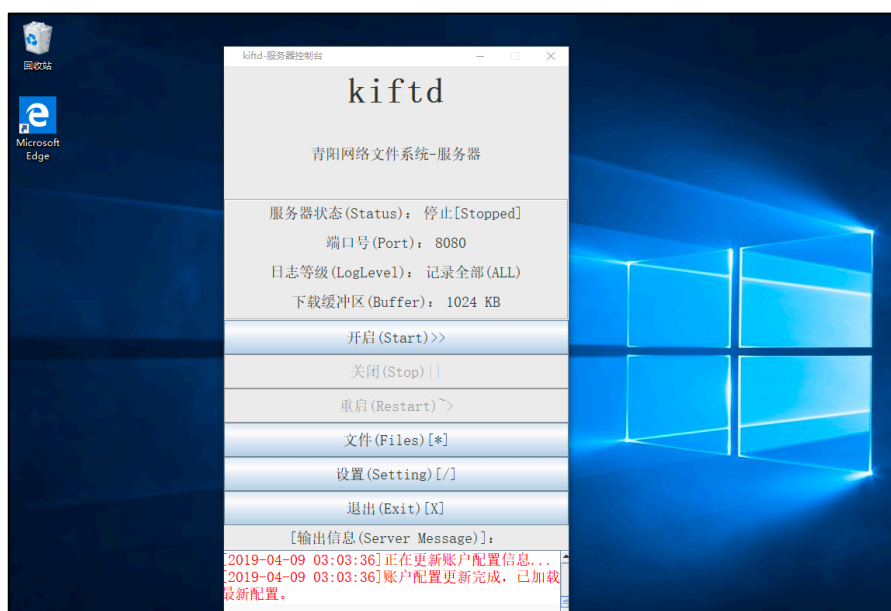 回收站
Microsoft
Edge
kiftd-服务器控制台
kiftd
青阳网络文件系统-服务器
服务器状态(Status): 停止[Stopped]
端口号(Port): 8080
日志等级(LogLevel): 记录全部(ALL)
下载缓冲区(Buffer): 1024 KB
开启(Start)>>
关闭(Stop)||
重启(Restart)~>
文件(Files)[*]
设置(Setting)[/]
退出(Exit)[X]
[输出信息(Server Message)]:
[2019-04-09 03:03:36]正在更新账户配置信息...
[2019-04-09 03:03:36]账户配置更新完成，已加载
最新配置。